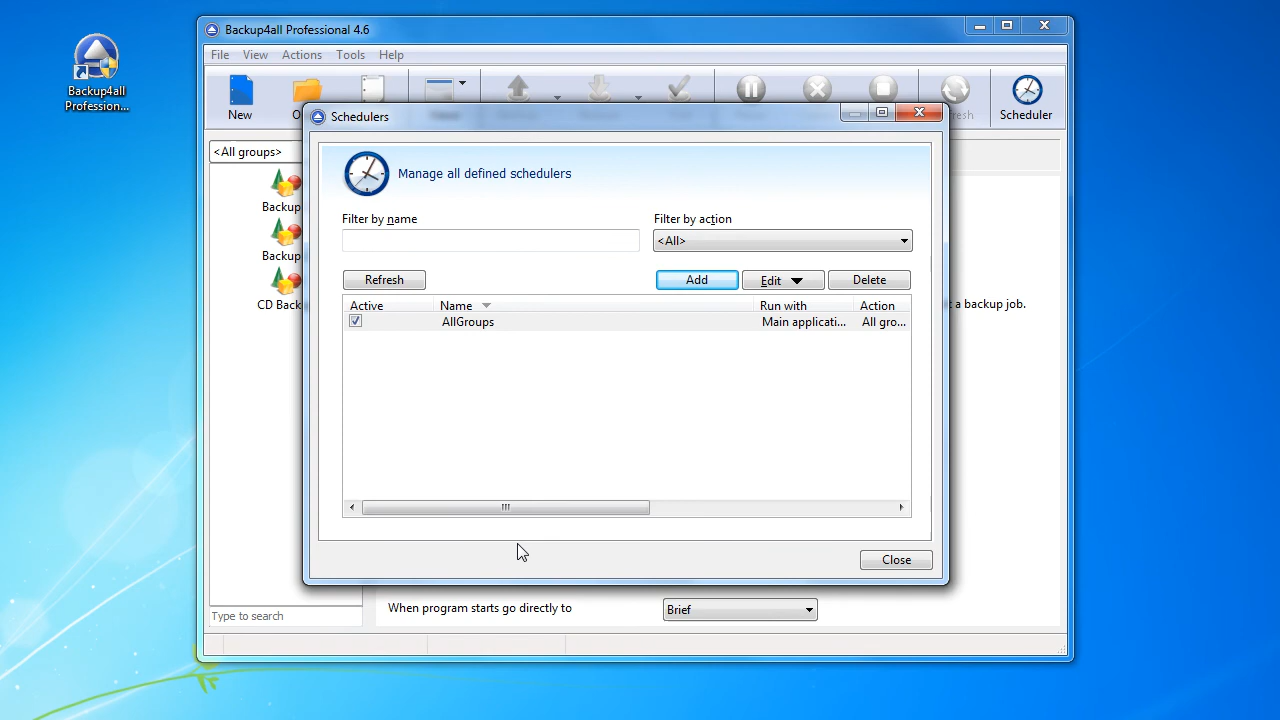 Backup4all Professional 4.6
Backup4all
Profession...
File View Actions Tools Help
New
Scheduler
Schedulers
<All groups>
Manage all defined schedulers
Backup
Filter by name
Filter by action
<All>
Backup
Refresh
Add
Edit
Delete
CD Back
Active Name Run with Action
a backup job.
AllGroups Main applicati... All gro...
Close
When program starts go directly to
Brief
Type to search